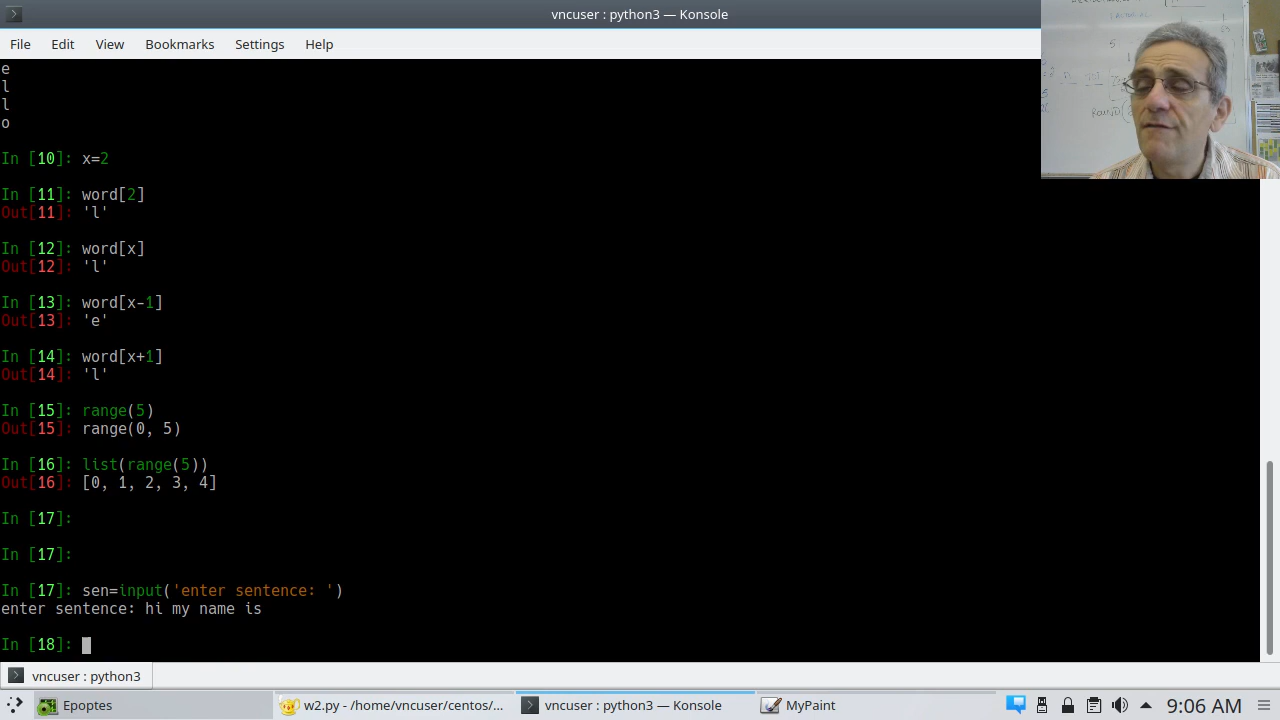 vncuser : python3 — Konsole
File Edit View Bookmarks Settings Help
e
l
l
o
In [10]: x=2
In [11]: word[2]
Out[11]: 'l'
In [12]: word[x]
Out[12]: 'l'
In [13]: word[x-1]
Out[13]: 'e'
In [14]: word[x+1]
Out[14]: 'l'
In [15]: range(5)
Out[15]: range(0, 5)
In [16]: list(range(5))
Out[16]: [0, 1, 2, 3, 4]
In [17]:
In [17]:
In [17]: sen=input('enter sentence: ')
enter sentence: hi my name is
In [18]:
vncuser : python3
Epoptes w2.py - /home/vncuser/centos/... vncuser : python3 — Konsole MyPaint 9:06 AM